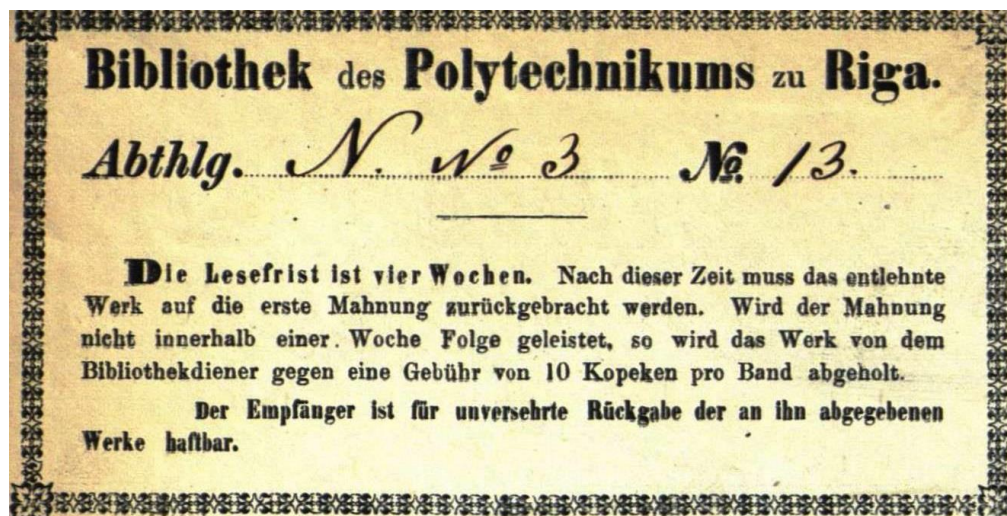 Bibliothek des Polytechnikums zu Riga.
Abthlg. N. No 3 No. 13.
Die Lesefrist ist vier Wochen. Nach dieser Zeit muss das entlehnte
Werk auf die erste Mahnung zurückgebracht werden. Wird der Mahnung
nicht innerhalb einer Woche Folge geleistet, so wird das Werk von dem
Bibliothekdiener gegen eine Gebühr von 10 Kopeken pro Band abgeholt.
Der Empfänger ist für unversehrte Rückgabe der an ihn abgegebenen
Werke haftbar.